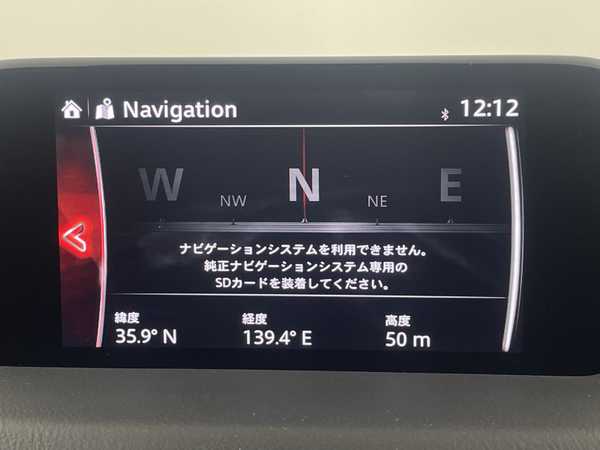 Navigation
12:12
W NW N NE E
ナビゲーションシステムを利用できません。
純正ナビゲーションシステム専用の
SDカードを装着してください。
緯度 経度 高度
35.9° N 139.4° E 50 m